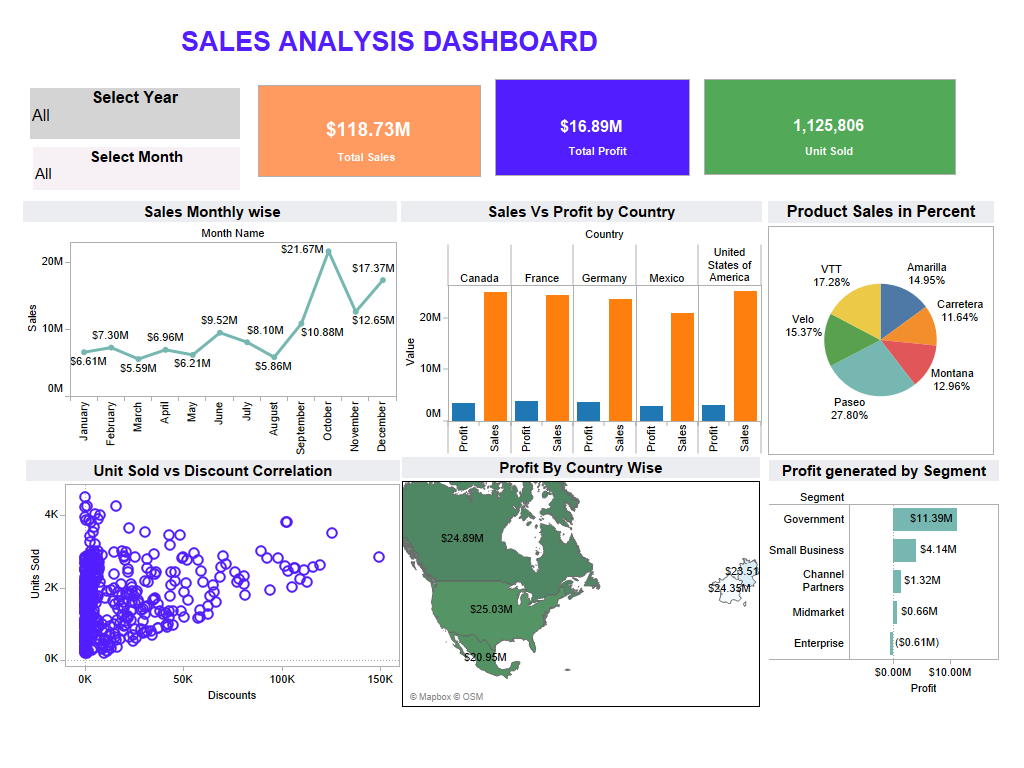 SALES ANALYSIS DASHBOARD
Select Year
All
Select Month
All
$118.73M
Total Sales
$16.89M
Total Profit
1,125,806
Unit Sold
Sales Monthly wise
Month Name
Sales
20M
10M
0M
$6.61M
$7.30M
$5.59M
$6.96M
$6.21M
$9.52M
$8.10M
$5.86M
$10.88M
$21.67M
$12.65M
$17.37M
January
February
March
April
May
June
July
August
September
October
November
December
Sales Vs Profit by Country
Country
Canada
France
Germany
Mexico
United
States of
America
Value
20M
10M
0M
Profit
Sales
Profit
Sales
Profit
Sales
Profit
Sales
Profit
Sales
Product Sales in Percent
VTT
17.28%
Amarilla
14.95%
Carretera
11.64%
Velo
15.37%
Montana
12.96%
Paseo
27.80%
Unit Sold vs Discount Correlation
Units Sold
4K
2K
0K
0K
50K
100K
150K
Discounts
Profit By Country Wise
$24.89M
$23.51
$24.35M
$25.03M
$20.95M
© Mapbox © OSM
Profit generated by Segment
Segment
Government
$11.39M
Small Business
$4.14M
Channel
Partners
$1.32M
Midmarket
$0.66M
Enterprise
($0.61M)
$0.00M
$10.00M
Profit